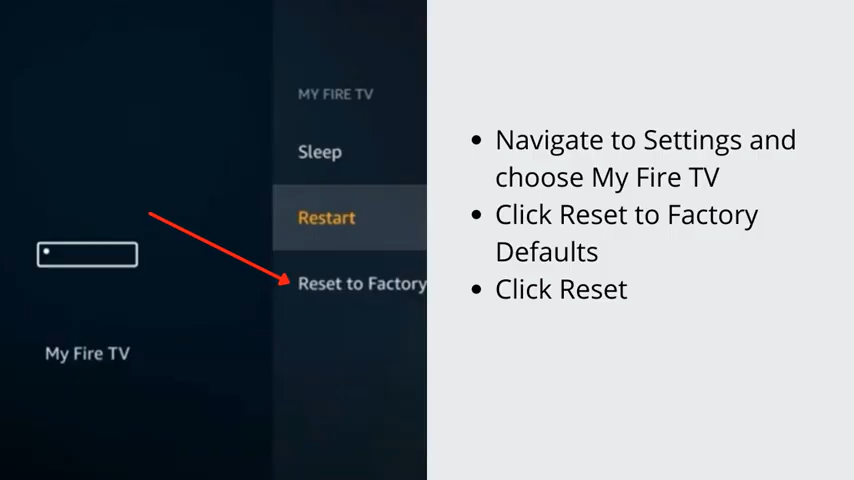 MY FIRE TV
Sleep
Restart
Reset to Factory
My Fire TV
• Navigate to Settings and
choose My Fire TV
• Click Reset to Factory
Defaults
• Click Reset